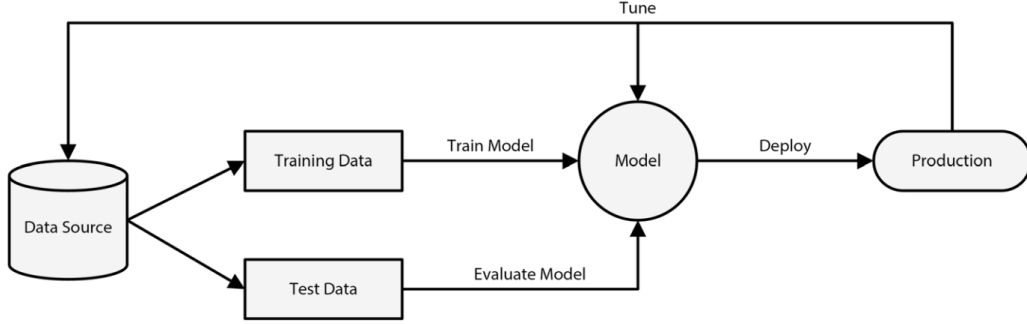 Tune
Training Data
Train Model
Model
Deploy
Production
Data Source
Test Data
Evaluate Model